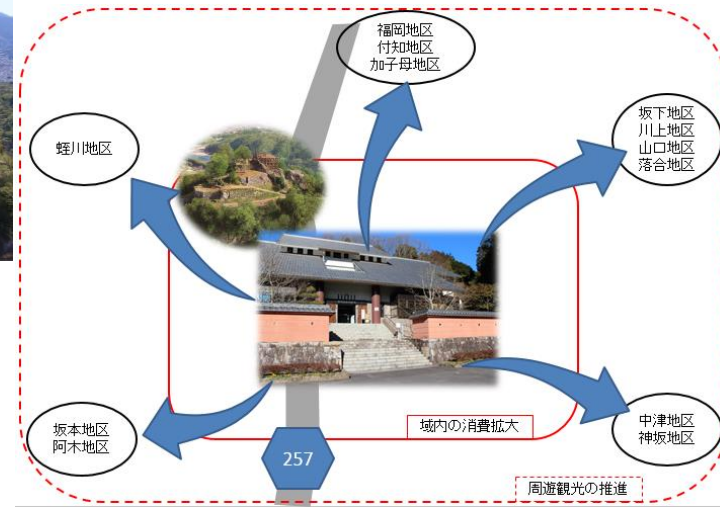 福岡地区
付知地区
加子母地区
蛭川地区
坂下地区
川上地区
山口地区
落合地区
坂本地区
阿木地区
257
域内の消費拡大
中津地区
神坂地区
周遊観光の推進